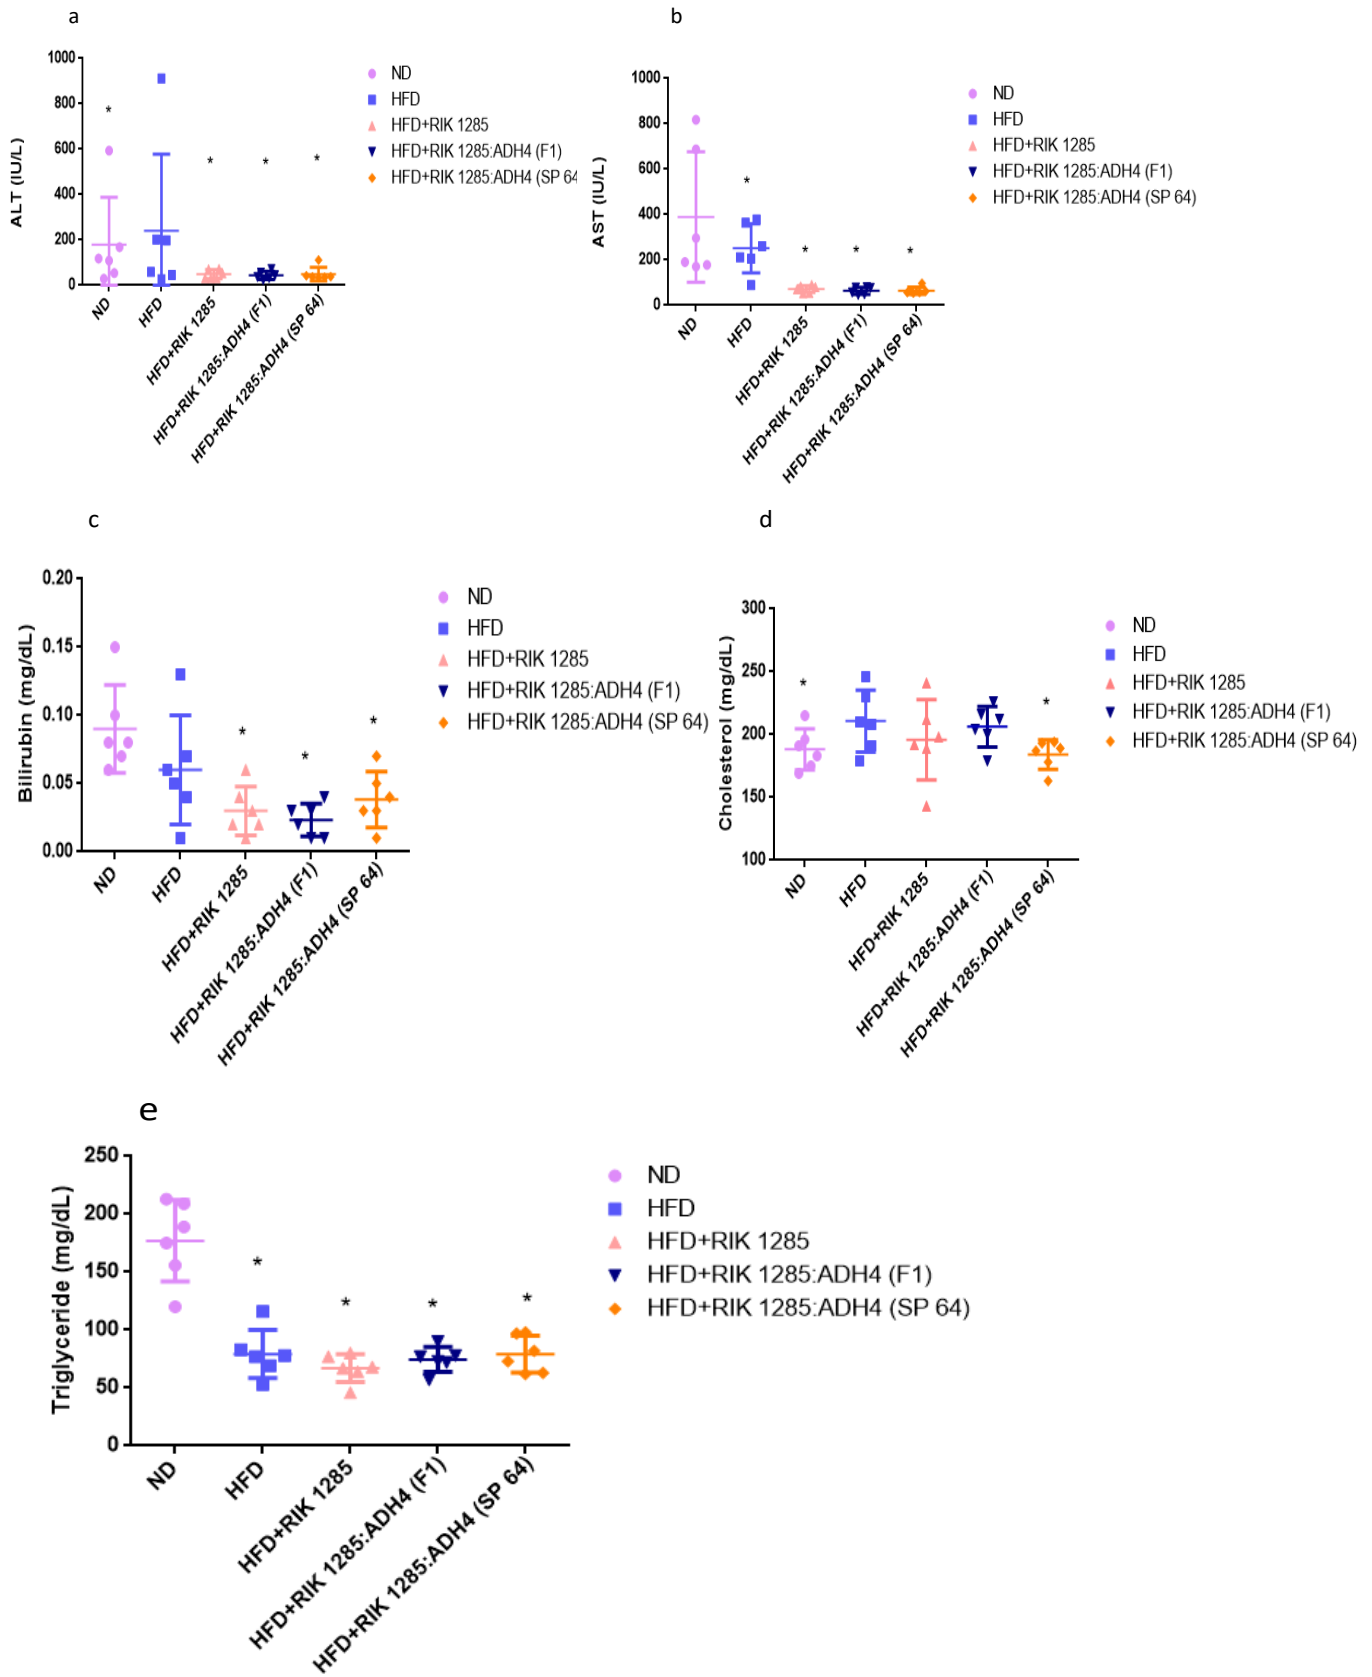 a
1000
800
600
400
200
0
ALT (IU/L)
*
*
*
*
ND
HFD
HFD+RIK 1285
HFD+RIK 1285:ADH4 (F1)
HFD+RIK 1285:ADH4 (SP 64
ND
HFD
HFD+RIK 1285
HFD+RIK 1285:ADH4 (F1)
HFD+RIK 1285:ADH4 (SP 64)
b
1000
800
600
400
200
0
AST (IU/L)
*
*
*
*
ND
HFD
HFD+RIK 1285
HFD+RIK 1285:ADH4 (F1)
HFD+RIK 1285:ADH4 (SP 64)
ND
HFD
HFD+RIK 1285
HFD+RIK 1285:ADH4 (F1)
HFD+RIK 1285:ADH4 (SP 64)
c
0.20
0.15
0.10
0.05
0.00
Bilirubin (mg/dL)
*
*
*
ND
HFD
HFD+RIK 1285
HFD+RIK 1285:ADH4 (F1)
HFD+RIK 1285:ADH4 (SP 64)
ND
HFD
HFD+RIK 1285
HFD+RIK 1285:ADH4 (F1)
HFD+RIK 1285:ADH4 (SP 64)
d
300
250
200
150
100
Cholesterol (mg/dL)
*
*
ND
HFD
HFD+RIK 1285
HFD+RIK 1285:ADH4 (F1)
HFD+RIK 1285:ADH4 (SP 64)
ND
HFD
HFD+RIK 1285
HFD+RIK 1285:ADH4 (F1)
HFD+RIK 1285:ADH4 (SP 64)
e
250
200
150
100
50
0
Triglyceride (mg/dL)
*
*
*
*
ND
HFD
HFD+RIK 1285
HFD+RIK 1285:ADH4 (F1)
HFD+RIK 1285:ADH4 (SP 64)
ND
HFD
HFD+RIK 1285
HFD+RIK 1285:ADH4 (F1)
HFD+RIK 1285:ADH4 (SP 64)